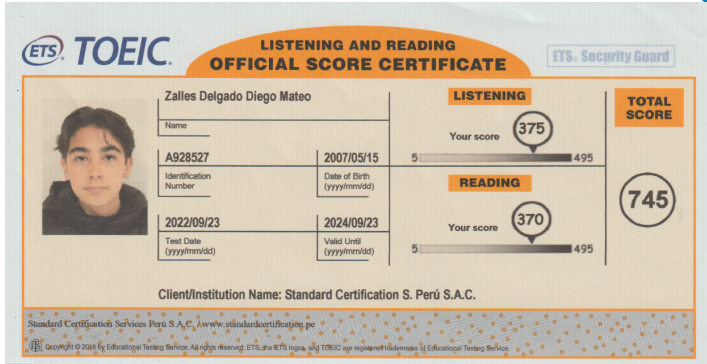 ETS® TOEIC®
LISTENING AND READING
OFFICIAL SCORE CERTIFICATE
ETS® Security Guard
Zalles Delgado Diego Mateo
Name
A928527
Identification
Number
2007/05/15
Date of Birth
(yyyy/mm/dd)
2022/09/23
Test Date
(yyyy/mm/dd)
2024/09/23
Valid Until
(yyyy/mm/dd)
LISTENING
Your score
375
5
495
READING
Your score
370
5
495
TOTAL
SCORE
745
Client/Institution Name: Standard Certification S. Perú S.A.C.
Standard Certification Services Perú S.A.C. /www.standardcertification.pe
Copyright © by Educational Testing Service. All rights reserved. ETS, the ETS logos, and TOEIC are registered trademarks of Educational Testing Service.